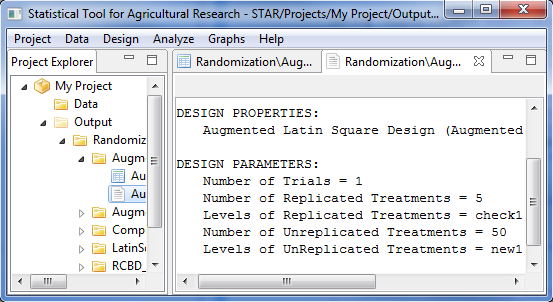 Statistical Tool for Agricultural Research - STAR/Projects/My Project/Output...
Project Data Design Analyze Graphs Help
Project Explorer
My Project
Data
Output
Randomiz
Augm
Au
Au
Augm
Comp
LatinS
RCBD_
Randomization\Aug... Randomization\Aug...
DESIGN PROPERTIES:
Augmented Latin Square Design (Augmented
DESIGN PARAMETERS:
Number of Trials = 1
Number of Replicated Treatments = 5
Levels of Replicated Treatments = check1
Number of Unreplicated Treatments = 50
Levels of UnReplicated Treatments = new1